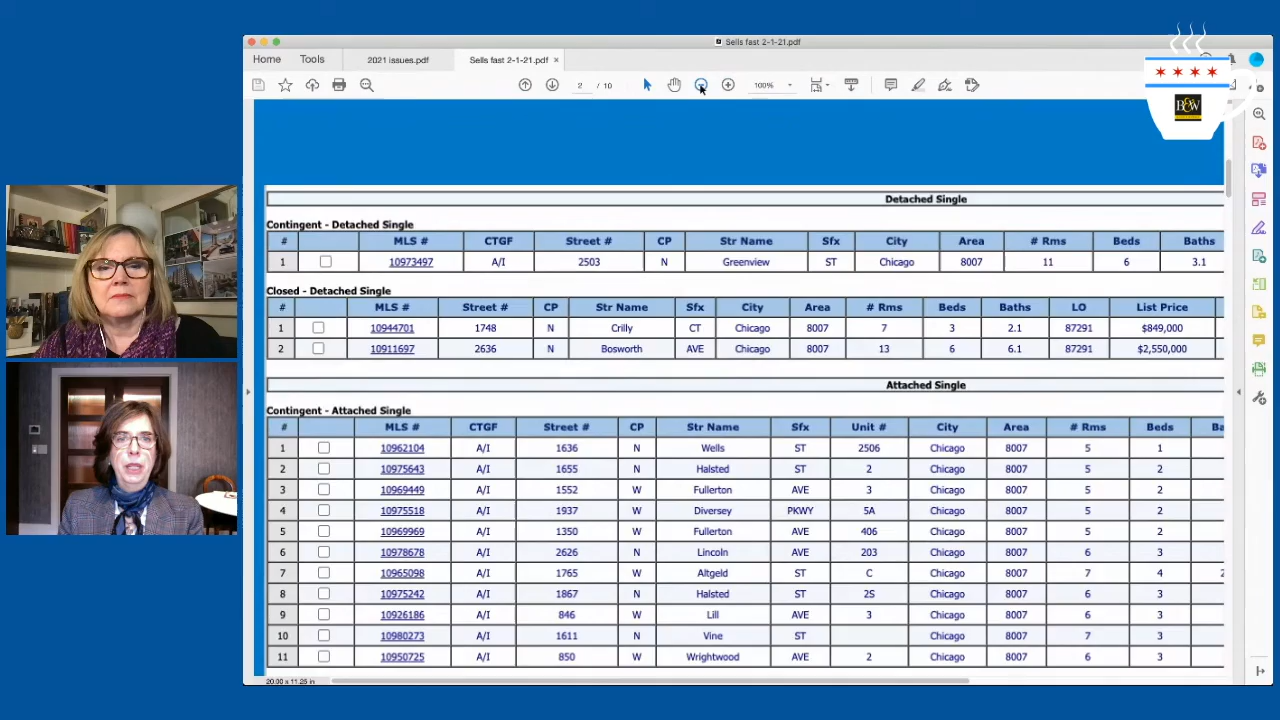 Sells fast 2-1-21.pdf
Home Tools 2021 issues.pdf Sells fast 2-1-21.pdf ×
2 / 10 100%
B&W
Detached Single
Contingent - Detached Single
# MLS # CTGF Street # CP Str Name Sfx City Area # Rms Beds Baths
1 10973497 A/I 2503 N Greenview ST Chicago 8007 11 6 3.1
Closed - Detached Single
# MLS # Street # CP Str Name Sfx City Area # Rms Beds Baths LO List Price
1 10944701 1748 N Crilly CT Chicago 8007 7 3 2.1 87291 $849,000
2 10911697 2636 N Bosworth AVE Chicago 8007 13 6 6.1 87291 $2,550,000
Attached Single
Contingent - Attached Single
# MLS # CTGF Street # CP Str Name Sfx Unit # City Area # Rms Beds Ba
1 10962104 A/I 1636 N Wells ST 2506 Chicago 8007 5 1
2 10975643 A/I 1655 N Halsted ST 2 Chicago 8007 5 2
3 10969449 A/I 1552 W Fullerton AVE 3 Chicago 8007 5 2
4 10975518 A/I 1937 W Diversey PKWY 5A Chicago 8007 5 2
5 10969969 A/I 1350 W Fullerton AVE 406 Chicago 8007 5 2
6 10978678 A/I 2626 N Lincoln AVE 203 Chicago 8007 6 3
7 10965098 A/I 1765 W Altgeld ST C Chicago 8007 7 4 2
8 10975242 A/I 1867 N Halsted ST 2S Chicago 8007 6 3
9 10926186 A/I 846 W Lill AVE 3 Chicago 8007 6 3
10 10980273 A/I 1611 N Vine ST Chicago 8007 7 3
11 10950725 A/I 850 W Wrightwood AVE 2 Chicago 8007 6 3
20.00 x 11.25 in